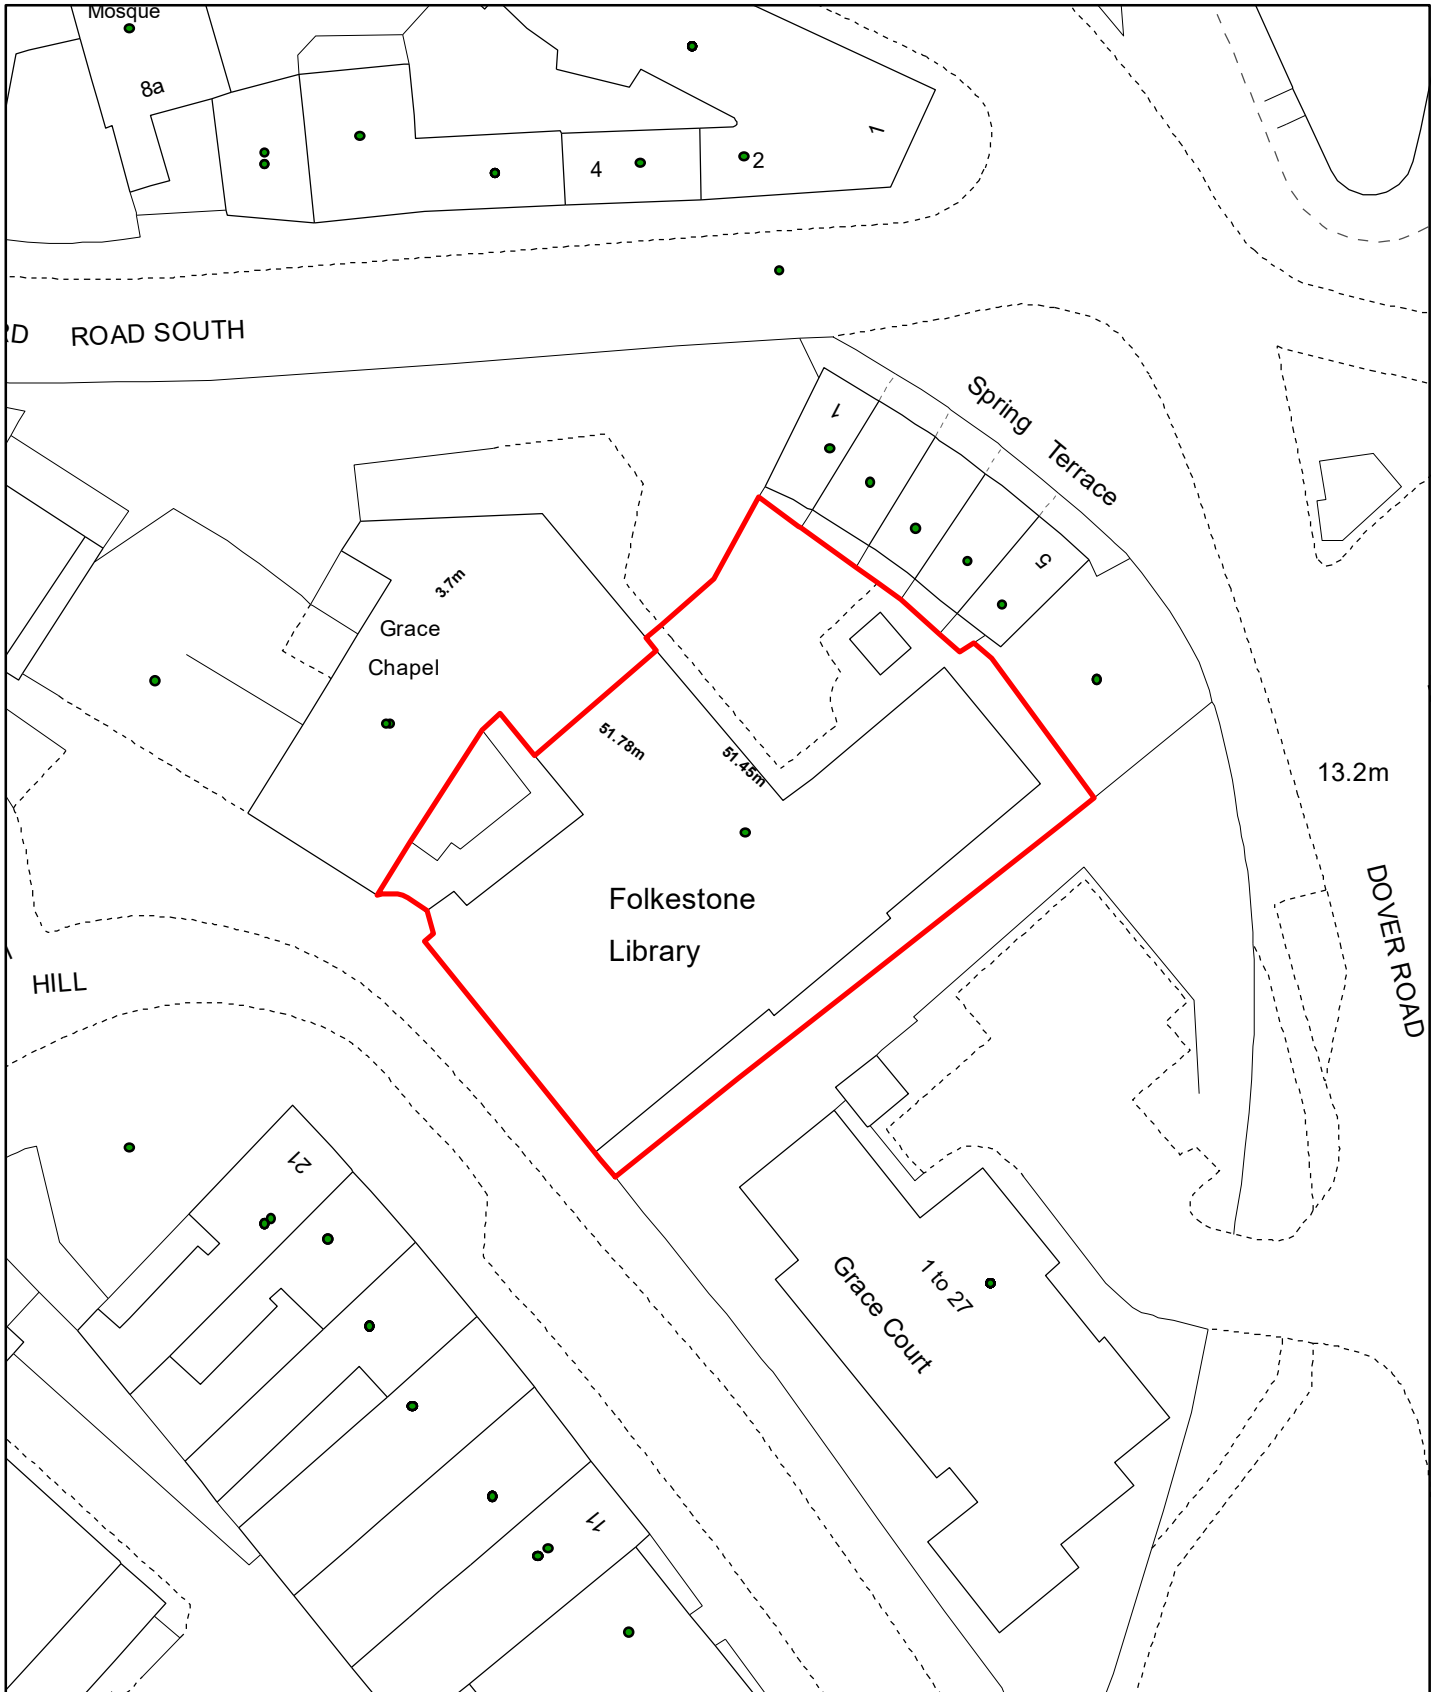 Mosque
8a
1
4
2
RD ROAD SOUTH
Spring Terrace
1
5
3.7m
Grace
Chapel
51.78m
51.45m
13.2m
Folkestone
Library
DOVER ROAD
HILL
21
1 to 27
Grace Court
11